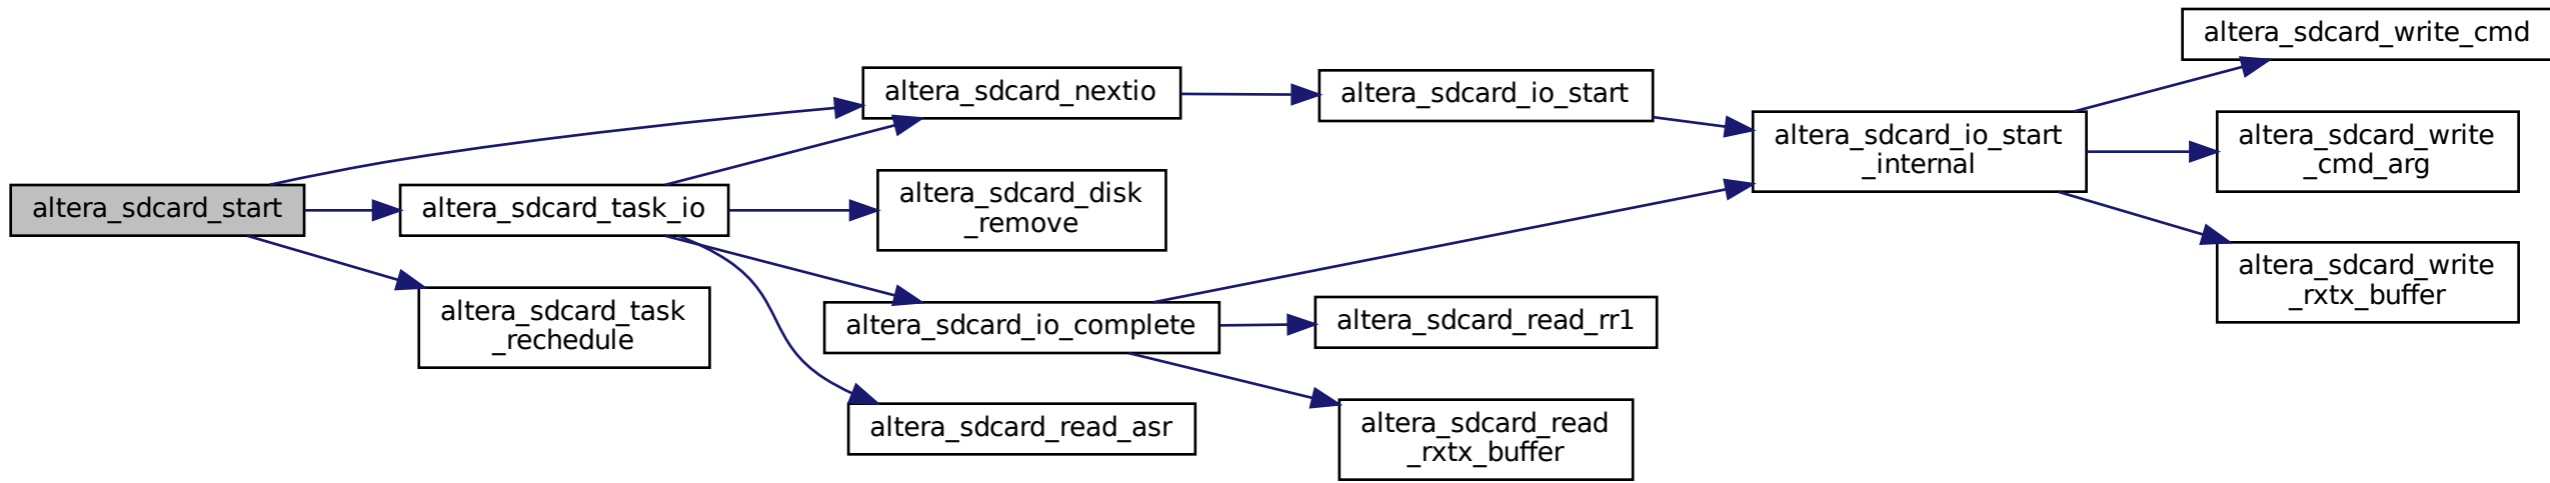 altera_sdcard_start
altera_sdcard_task_io
altera_sdcard_task
_rechedule
altera_sdcard_nextio
altera_sdcard_disk
_remove
altera_sdcard_io_complete
altera_sdcard_read_asr
altera_sdcard_io_start
altera_sdcard_read_rr1
altera_sdcard_read
_rxtx_buffer
altera_sdcard_io_start
_internal
altera_sdcard_write_cmd
altera_sdcard_write
_cmd_arg
altera_sdcard_write
_rxtx_buffer